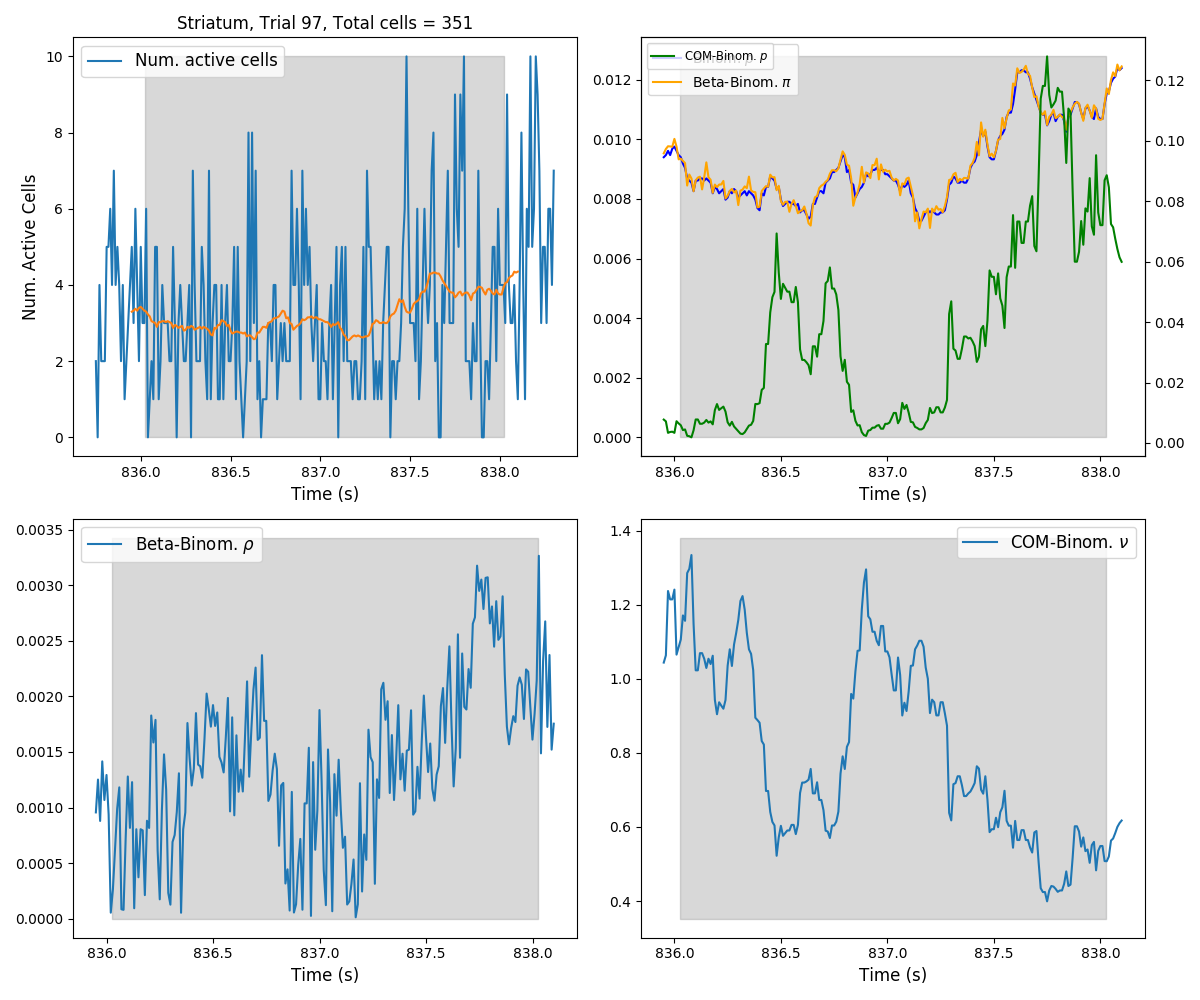 Striatum, Trial 97, Total cells = 351
Num. active cells
Num. Active Cells
10
8
6
4
2
0
836.0 836.5 837.0 837.5 838.0
Time (s)
COM-Binom. p
Beta-Binom. π
0.012
0.010
0.008
0.006
0.004
0.002
0.000
0.12
0.10
0.08
0.06
0.04
0.02
0.00
836.0 836.5 837.0 837.5 838.0
Time (s)
Beta-Binom. ρ
0.0035
0.0030
0.0025
0.0020
0.0015
0.0010
0.0005
0.0000
836.0 836.5 837.0 837.5 838.0
Time (s)
COM-Binom. ν
1.4
1.2
1.0
0.8
0.6
0.4
836.0 836.5 837.0 837.5 838.0
Time (s)